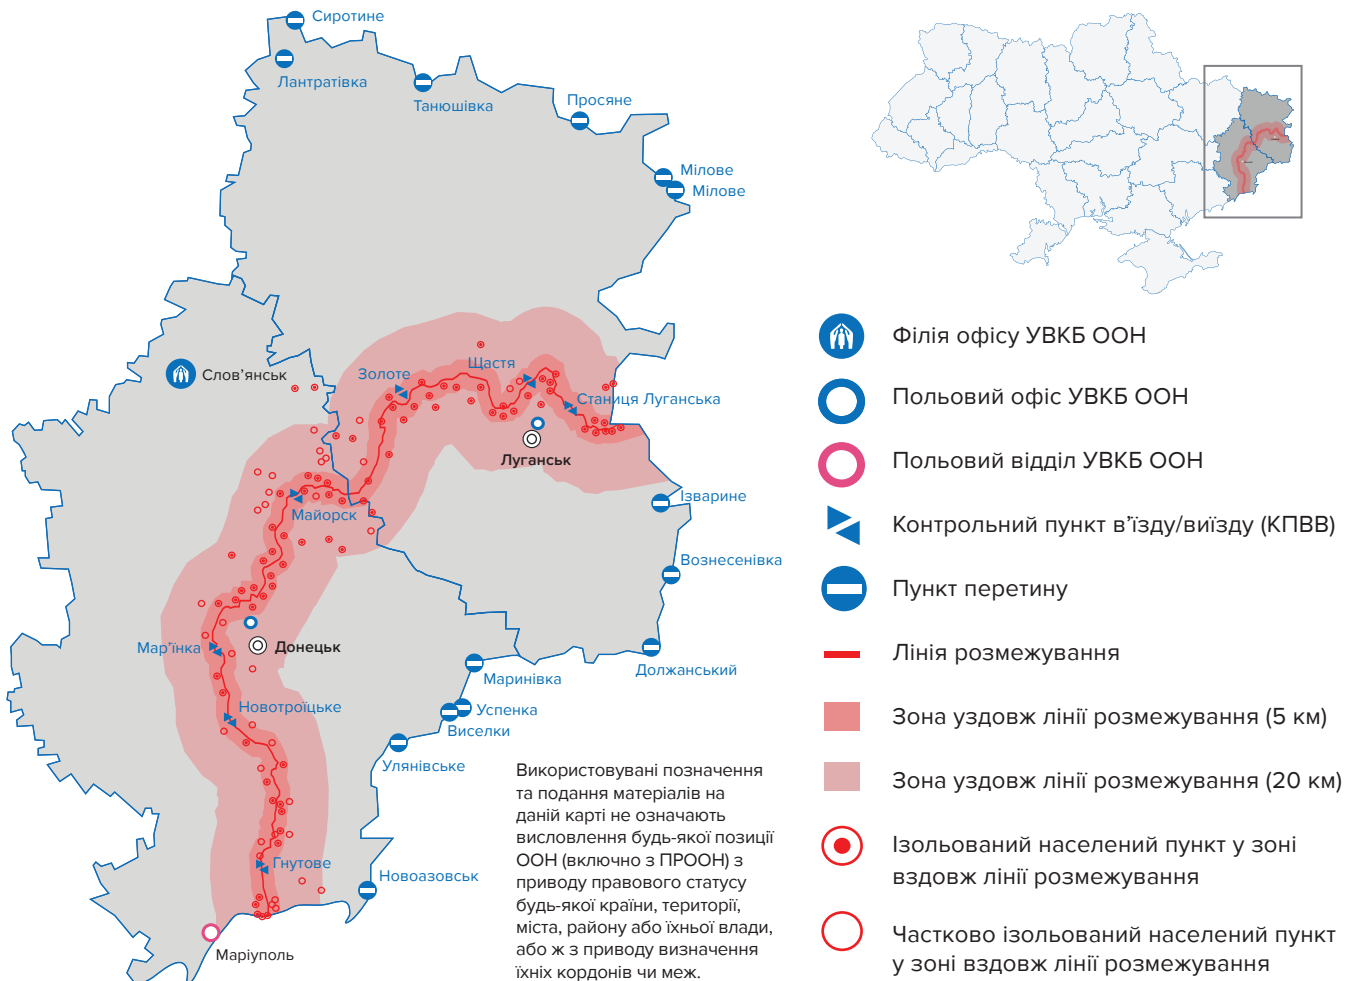 Сиротине
Лантратівка
Танюшівка
Просяне
Мілове
Мілове
Слов’янськ
Щастя
Золоте
Станиця Луганська
Луганськ
Ізварине
Майорск
Вознесенівка
Мар’їнка
Донецьк
Должанський
Маринівка
Новотроїцьке
Успенка
Виселки
Улянівське
Гнутове
Новоазовськ
Маріуполь
Використовувані позначення
та подання матеріалів на
даній карті не означають
висловлення будь-якої позиції
ООН (включно з ПРООН) з
приводу правового статусу
будь-якої країни, території,
міста, району або їхньої влади,
або ж з приводу визначення
їхніх кордонів чи меж.
Філія офісу УВКБ ООН
Польовий офіс УВКБ ООН
Польовий відділ УВКБ ООН
Контрольний пункт в’їзду/виїзду (КПВВ)
Пункт перетину
Лінія розмежування
Зона уздовж лінії розмежування (5 км)
Зона уздовж лінії розмежування (20 км)
Ізольований населений пункт у зоні
вздовж лінії розмежування
Частково ізольований населений пункт
у зоні вздовж лінії розмежування